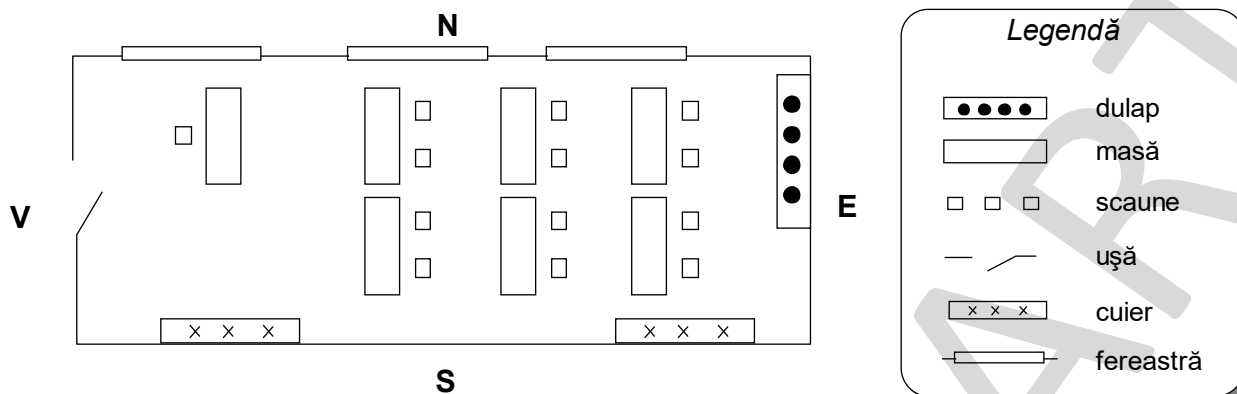 N
V
E
S
Legendă
dulap
masă
scaune
uşă
cuier
fereastră